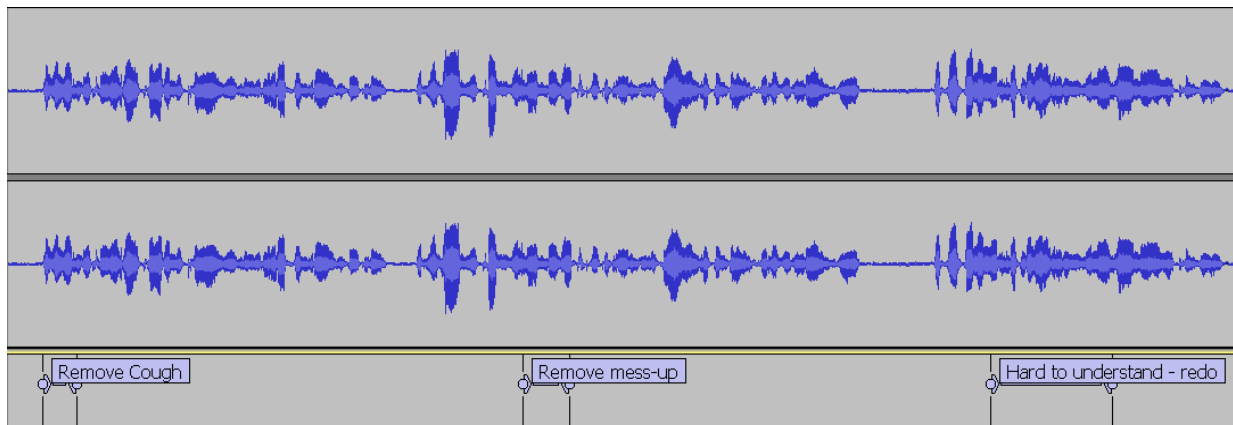 Remove Cough
Remove mess-up
Hard to understand - redo